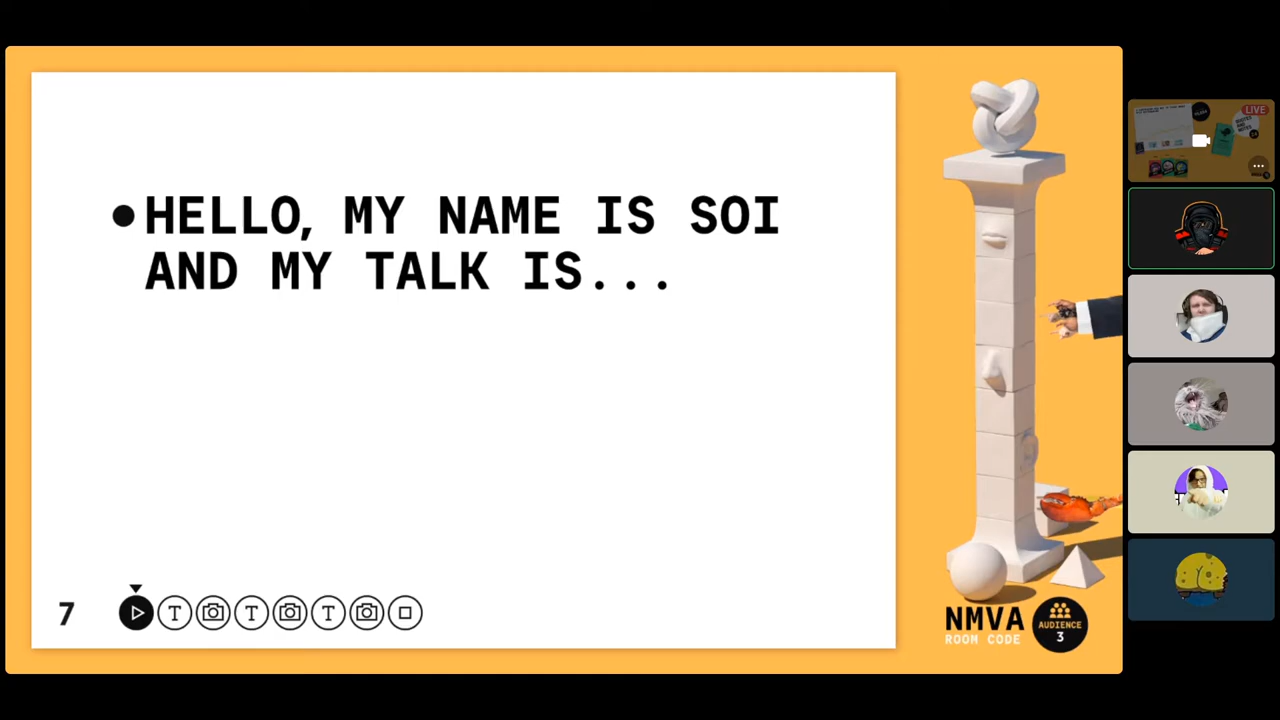 HELLO, MY NAME IS SOI
AND MY TALK IS...
7
T
T
T
NMVA
ROOM CODE
AUDIENCE
3
LIVE